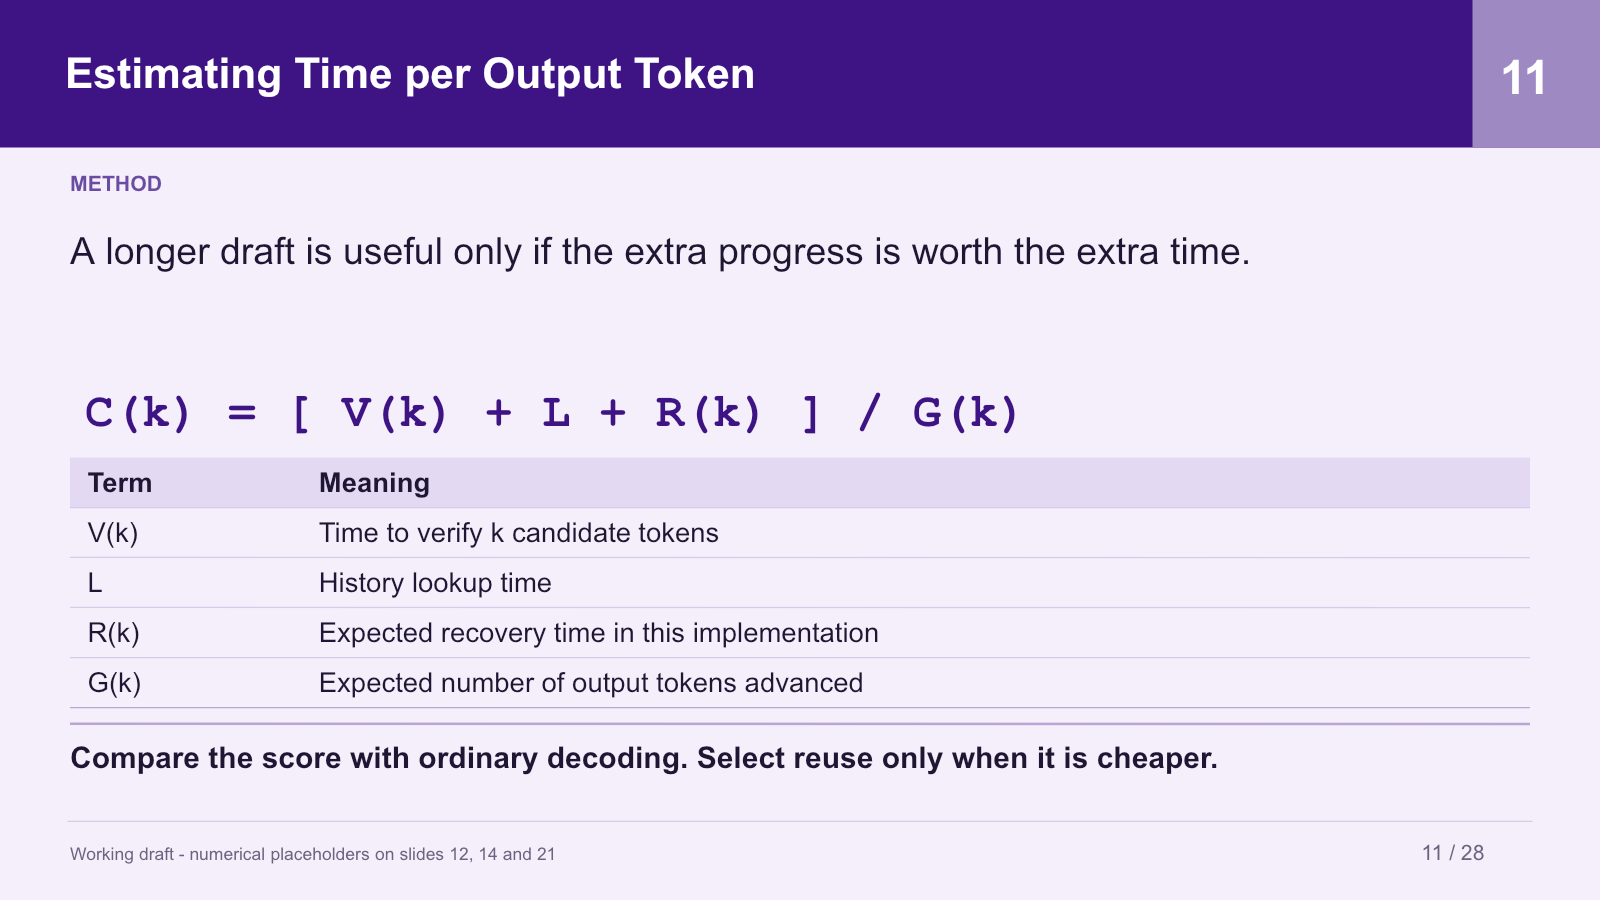 Estimating Time per Output Token
11
METHOD
A longer draft is useful only if the extra progress is worth the extra time.
C(k) = [ V(k) + L + R(k) ] / G(k)
Term Meaning
V(k) Time to verify k candidate tokens
L History lookup time
R(k) Expected recovery time in this implementation
G(k) Expected number of output tokens advanced
Compare the score with ordinary decoding. Select reuse only when it is cheaper.
Working draft - numerical placeholders on slides 12, 14 and 21
11 / 28